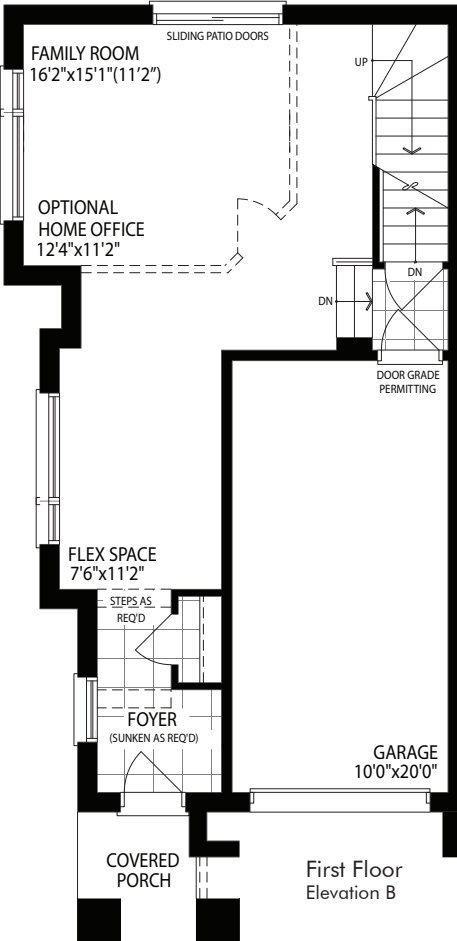 SLIDING PATIO DOORS
FAMILY ROOM
16'2"x15'1"(11'2")
UP
OPTIONAL
HOME OFFICE
12'4"x11'2"
DN
DN
DOOR GRADE
PERMITTING
FLEX SPACE
7'6"x11'2"
STEPS AS
REQ'D
FOYER
(SUNKEN AS REQ'D)
GARAGE
10'0"x20'0"
COVERED
PORCH
First Floor
Elevation B